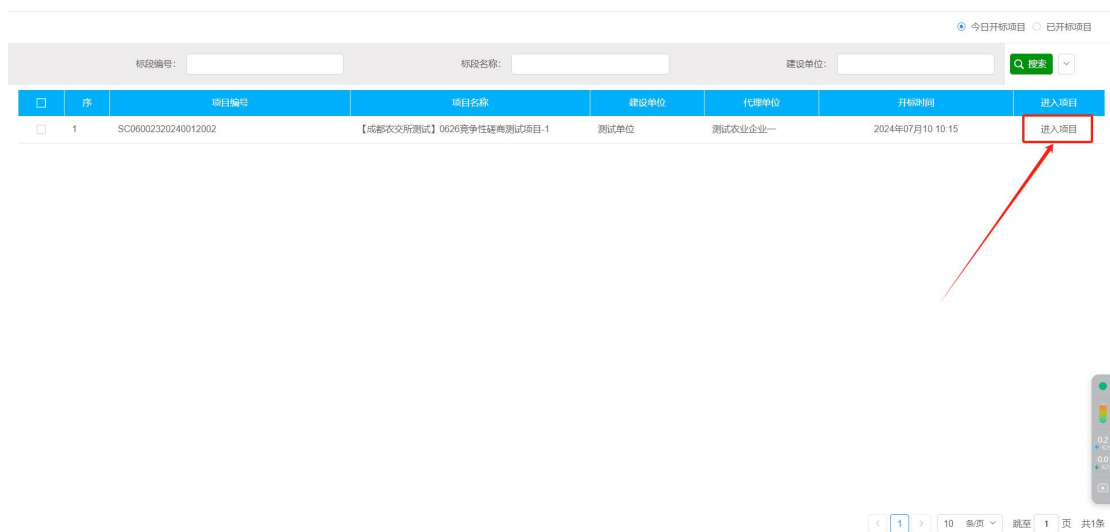 今日开标项目 已开标项目
标段编号: 标段名称: 建设单位: 搜索
序 项目编号 项目名称 建设单位 代理单位 开标时间 进入项目
1 SC06002320240012002 【成都农交所测试】0626竞争性磋商测试项目-1 测试单位 测试农业企业一 2024年07月10 10:15 进入项目
0.2
0.0
1 10 条/页 跳至 1 页 共1条